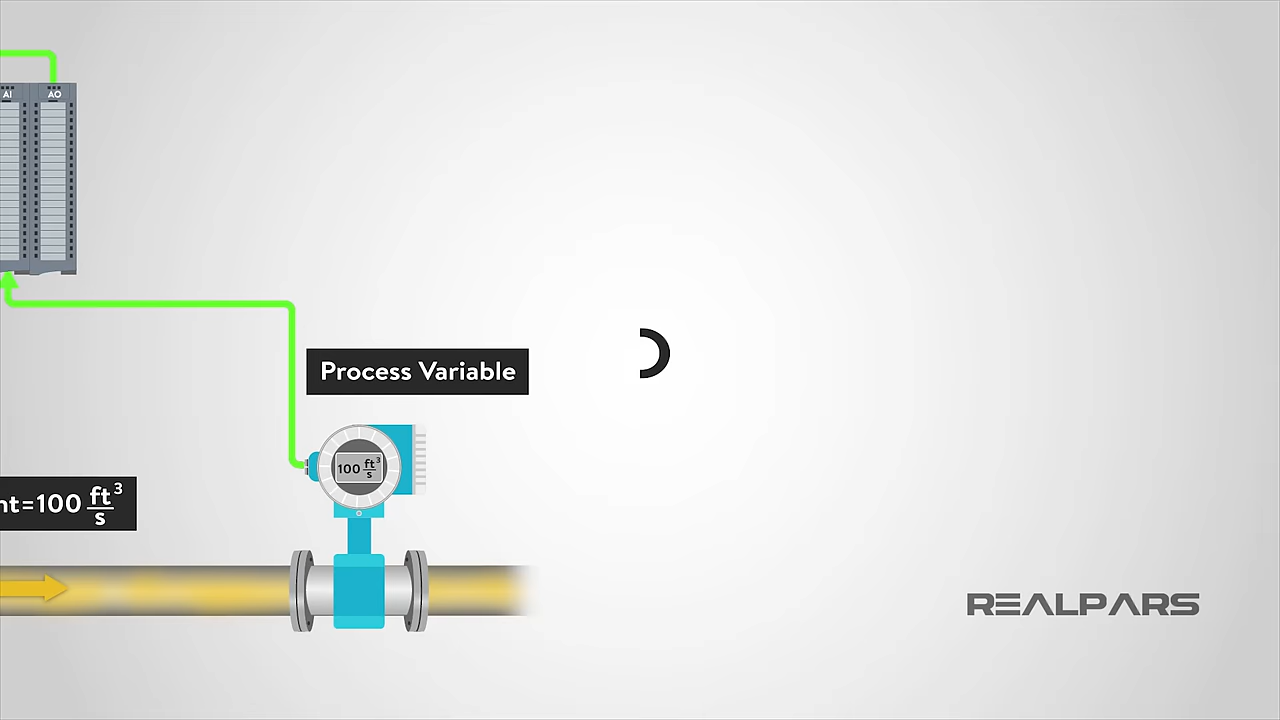 AI AO
Process Variable
100 ft³/s
nt=100 ft³/s
REALPARS